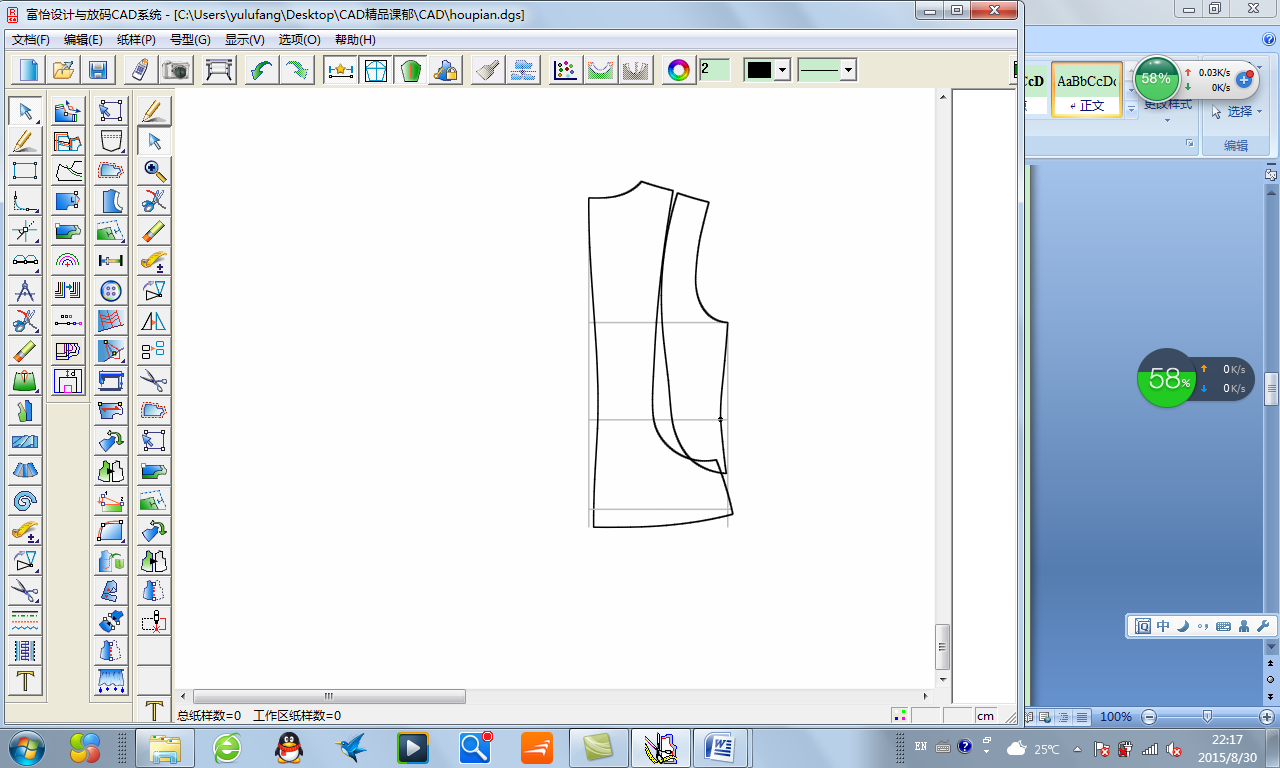 富怡设计与放码CAD系统 - [C:\Users\yulufang\Desktop\CAD精品课郁\CAD\houpian.dgs]
文档(F) 编辑(E) 纸样(P) 号型(G) 显示(V) 选项(O) 帮助(H)
2
AaBbCcDc
正文
更改样式
选择
编辑
58%
0.03K/s
0K/s
58%
0 K/s
0 K/s
中
总纸样数=0 工作区纸样数=0
cm
100%
EN
25℃
22:17
2015/8/30